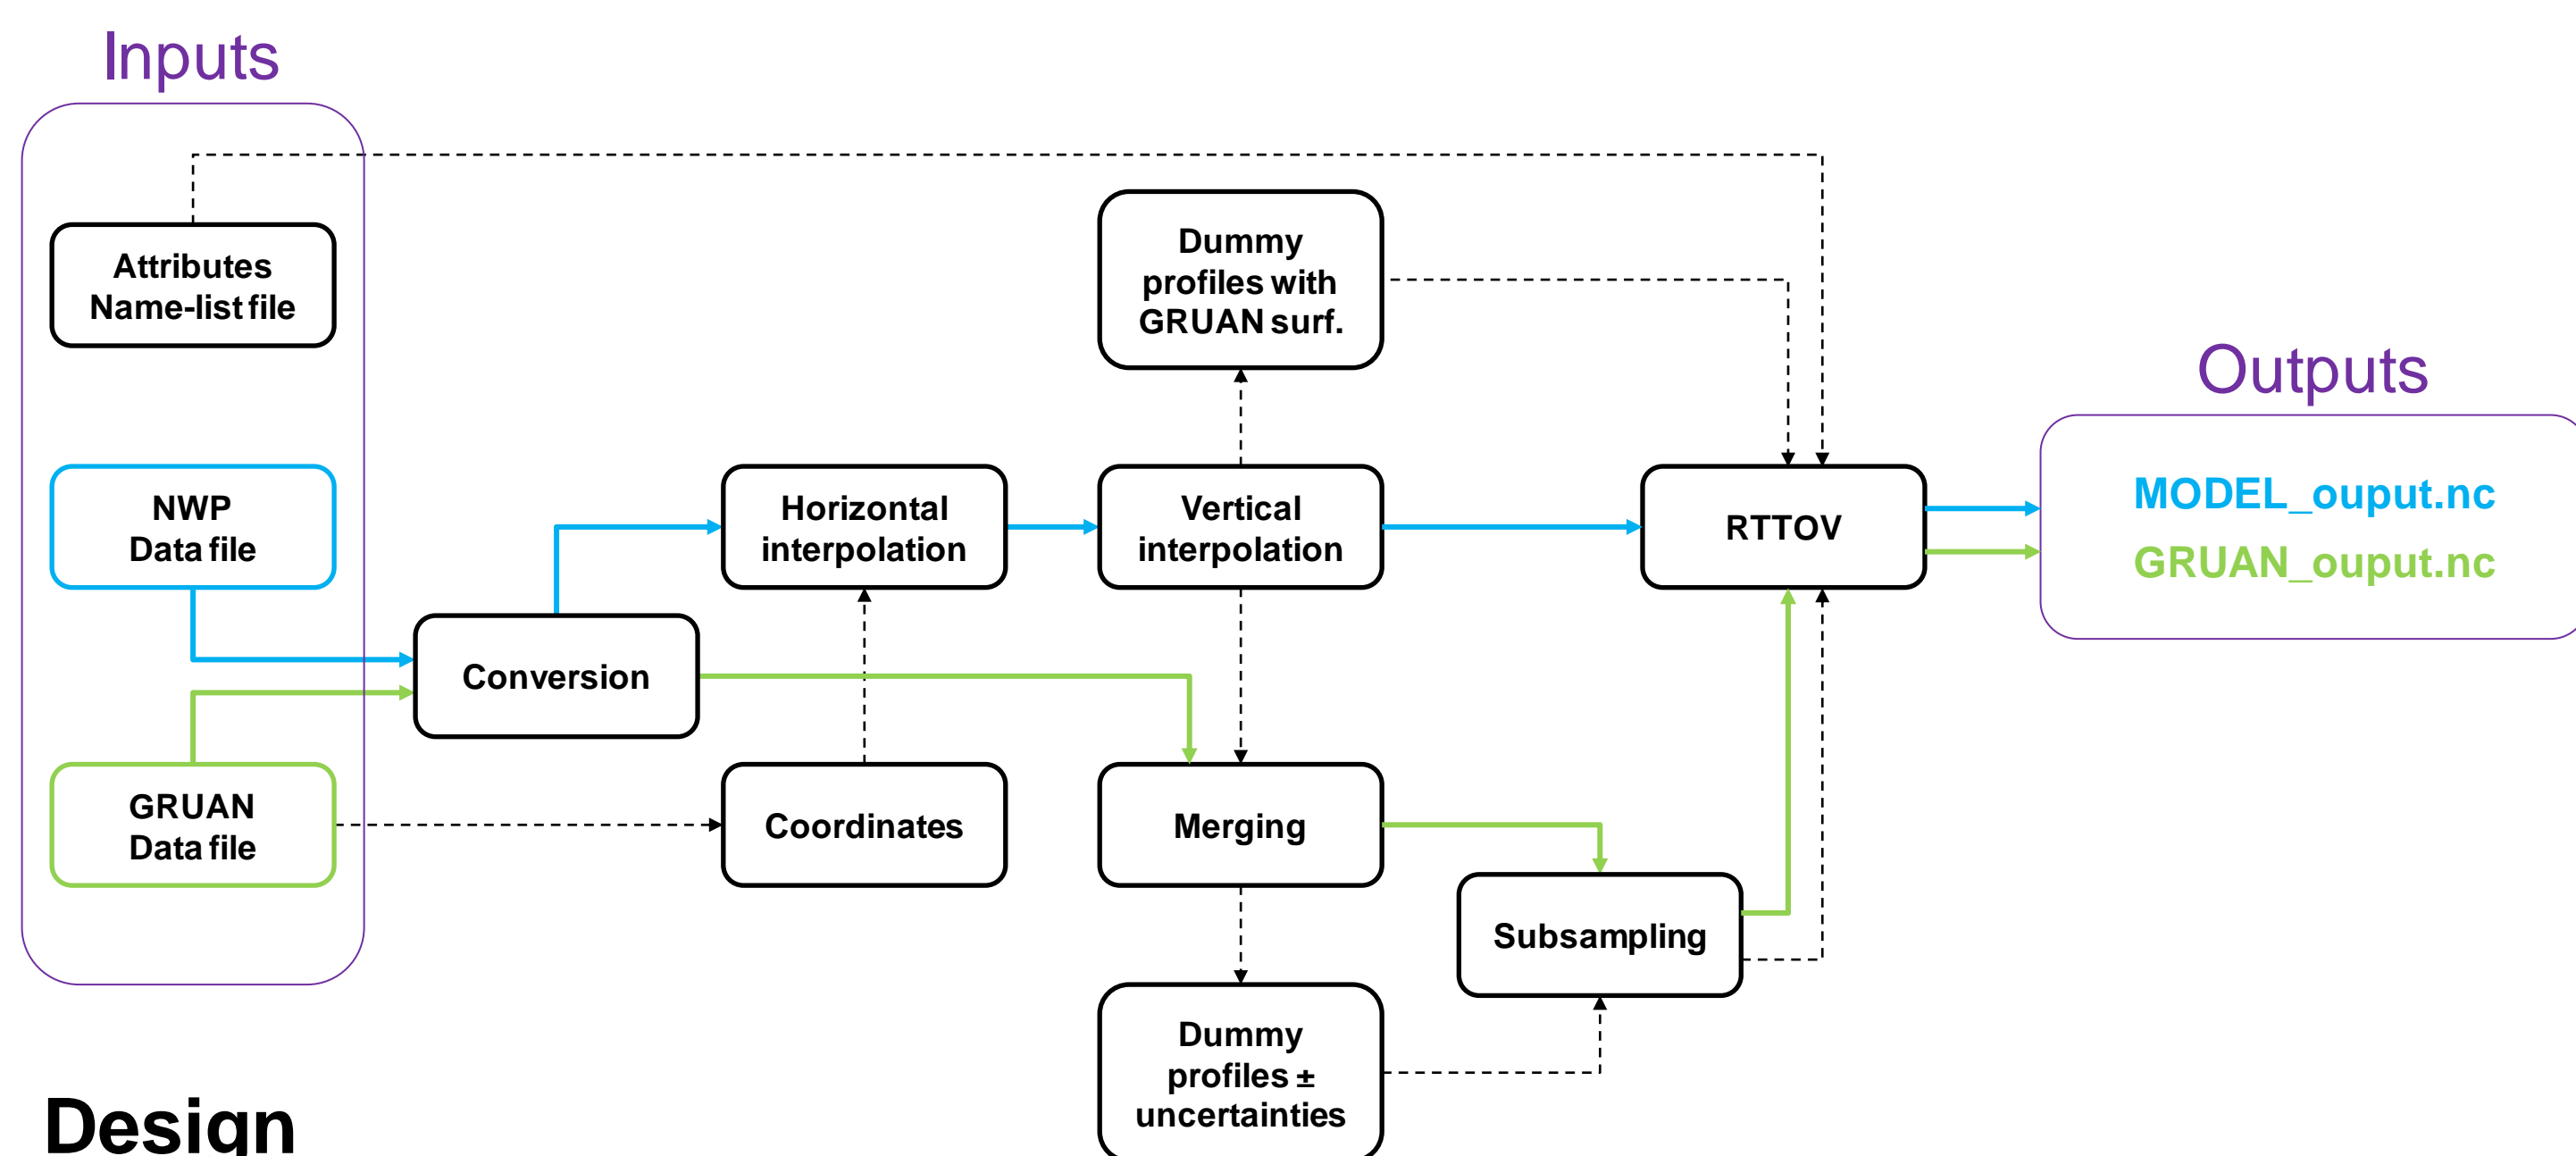 Inputs
Attributes
Name-list file
NWP
Data file
GRUAN
Data file
Conversion
Horizontal
interpolation
Coordinates
Dummy
profiles with
GRUAN surf.
Vertical
interpolation
Merging
Dummy
profiles ±
uncertainties
Subsampling
RTTOV
Outputs
MODEL_ouput.nc
GRUAN_ouput.nc
Design